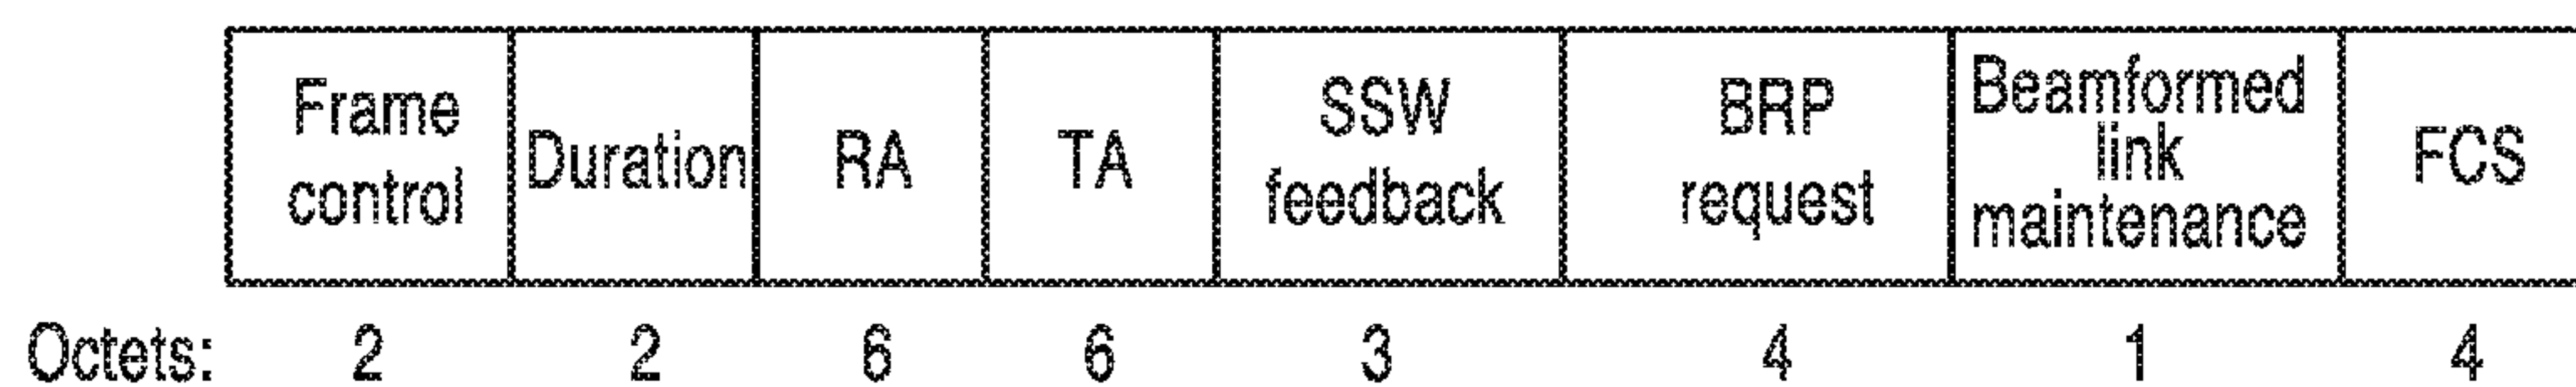 Frame
control
Duration
RA
TA
SSW
feedback
BRP
request
Beamformed
link
maintenance
FCS
Octets: 2 2 6 6 3 4 1 4